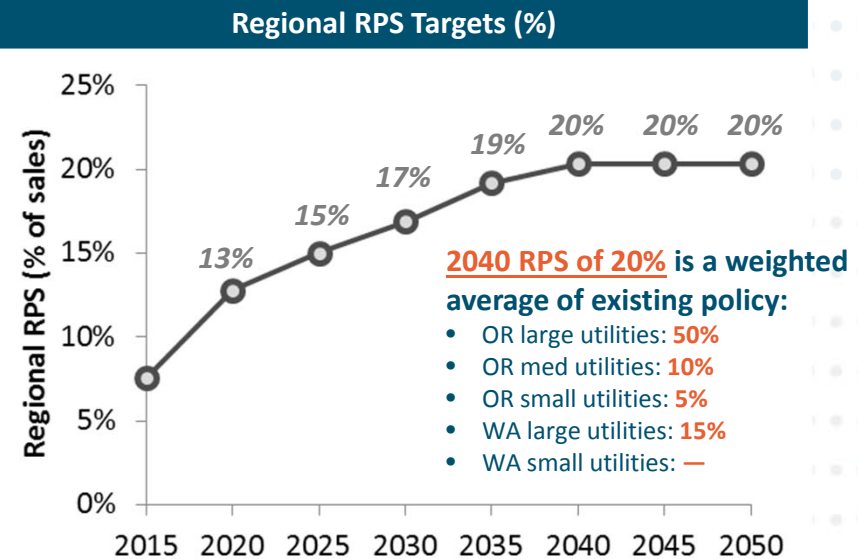 Regional RPS Targets (%)
Regional RPS (% of sales)
25%
20%
15%
10%
5%
0%
13%
15%
17%
19%
20%
20%
20%
2040 RPS of 20% is a weighted
average of existing policy:
• OR large utilities: 50%
• OR med utilities: 10%
• OR small utilities: 5%
• WA large utilities: 15%
• WA small utilities: —
2015 2020 2025 2030 2035 2040 2045 2050